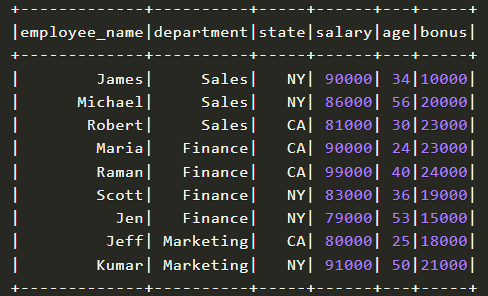 +-------------+----------+-----+------+---+-----+
|employee_name|department|state|salary|age|bonus|
+-------------+----------+-----+------+---+-----+
|        James|     Sales|   NY| 90000| 34|10000|
|      Michael|     Sales|   NY| 86000| 56|20000|
|       Robert|     Sales|   CA| 81000| 30|23000|
|        Maria|   Finance|   CA| 90000| 24|23000|
|        Raman|   Finance|   CA| 99000| 40|24000|
|        Scott|   Finance|   NY| 83000| 36|19000|
|          Jen|   Finance|   NY| 79000| 53|15000|
|         Jeff| Marketing|   CA| 80000| 25|18000|
|        Kumar| Marketing|   NY| 91000| 50|21000|
+-------------+----------+-----+------+---+-----+